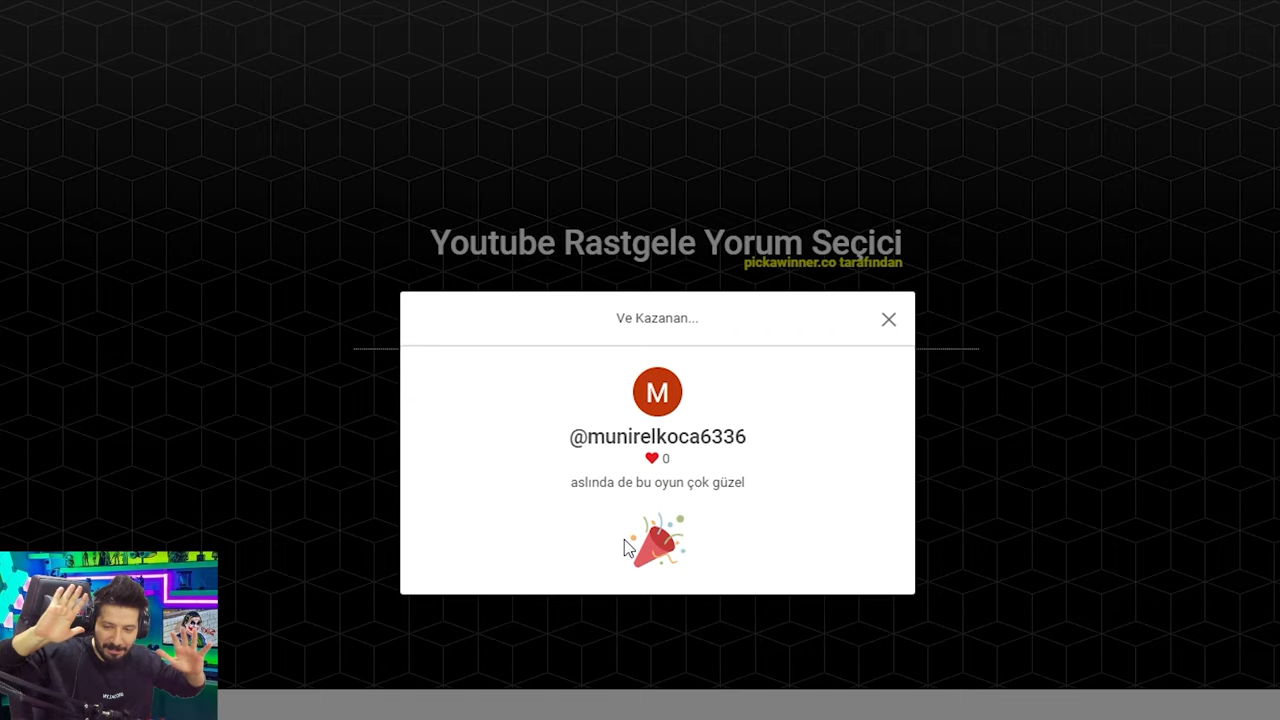 Youtube Rastgele Yorum Seçici
pickawinner.co tarafından
Ve Kazanan...
M
@munirelkoca6336
0
aslında de bu oyun çok güzel